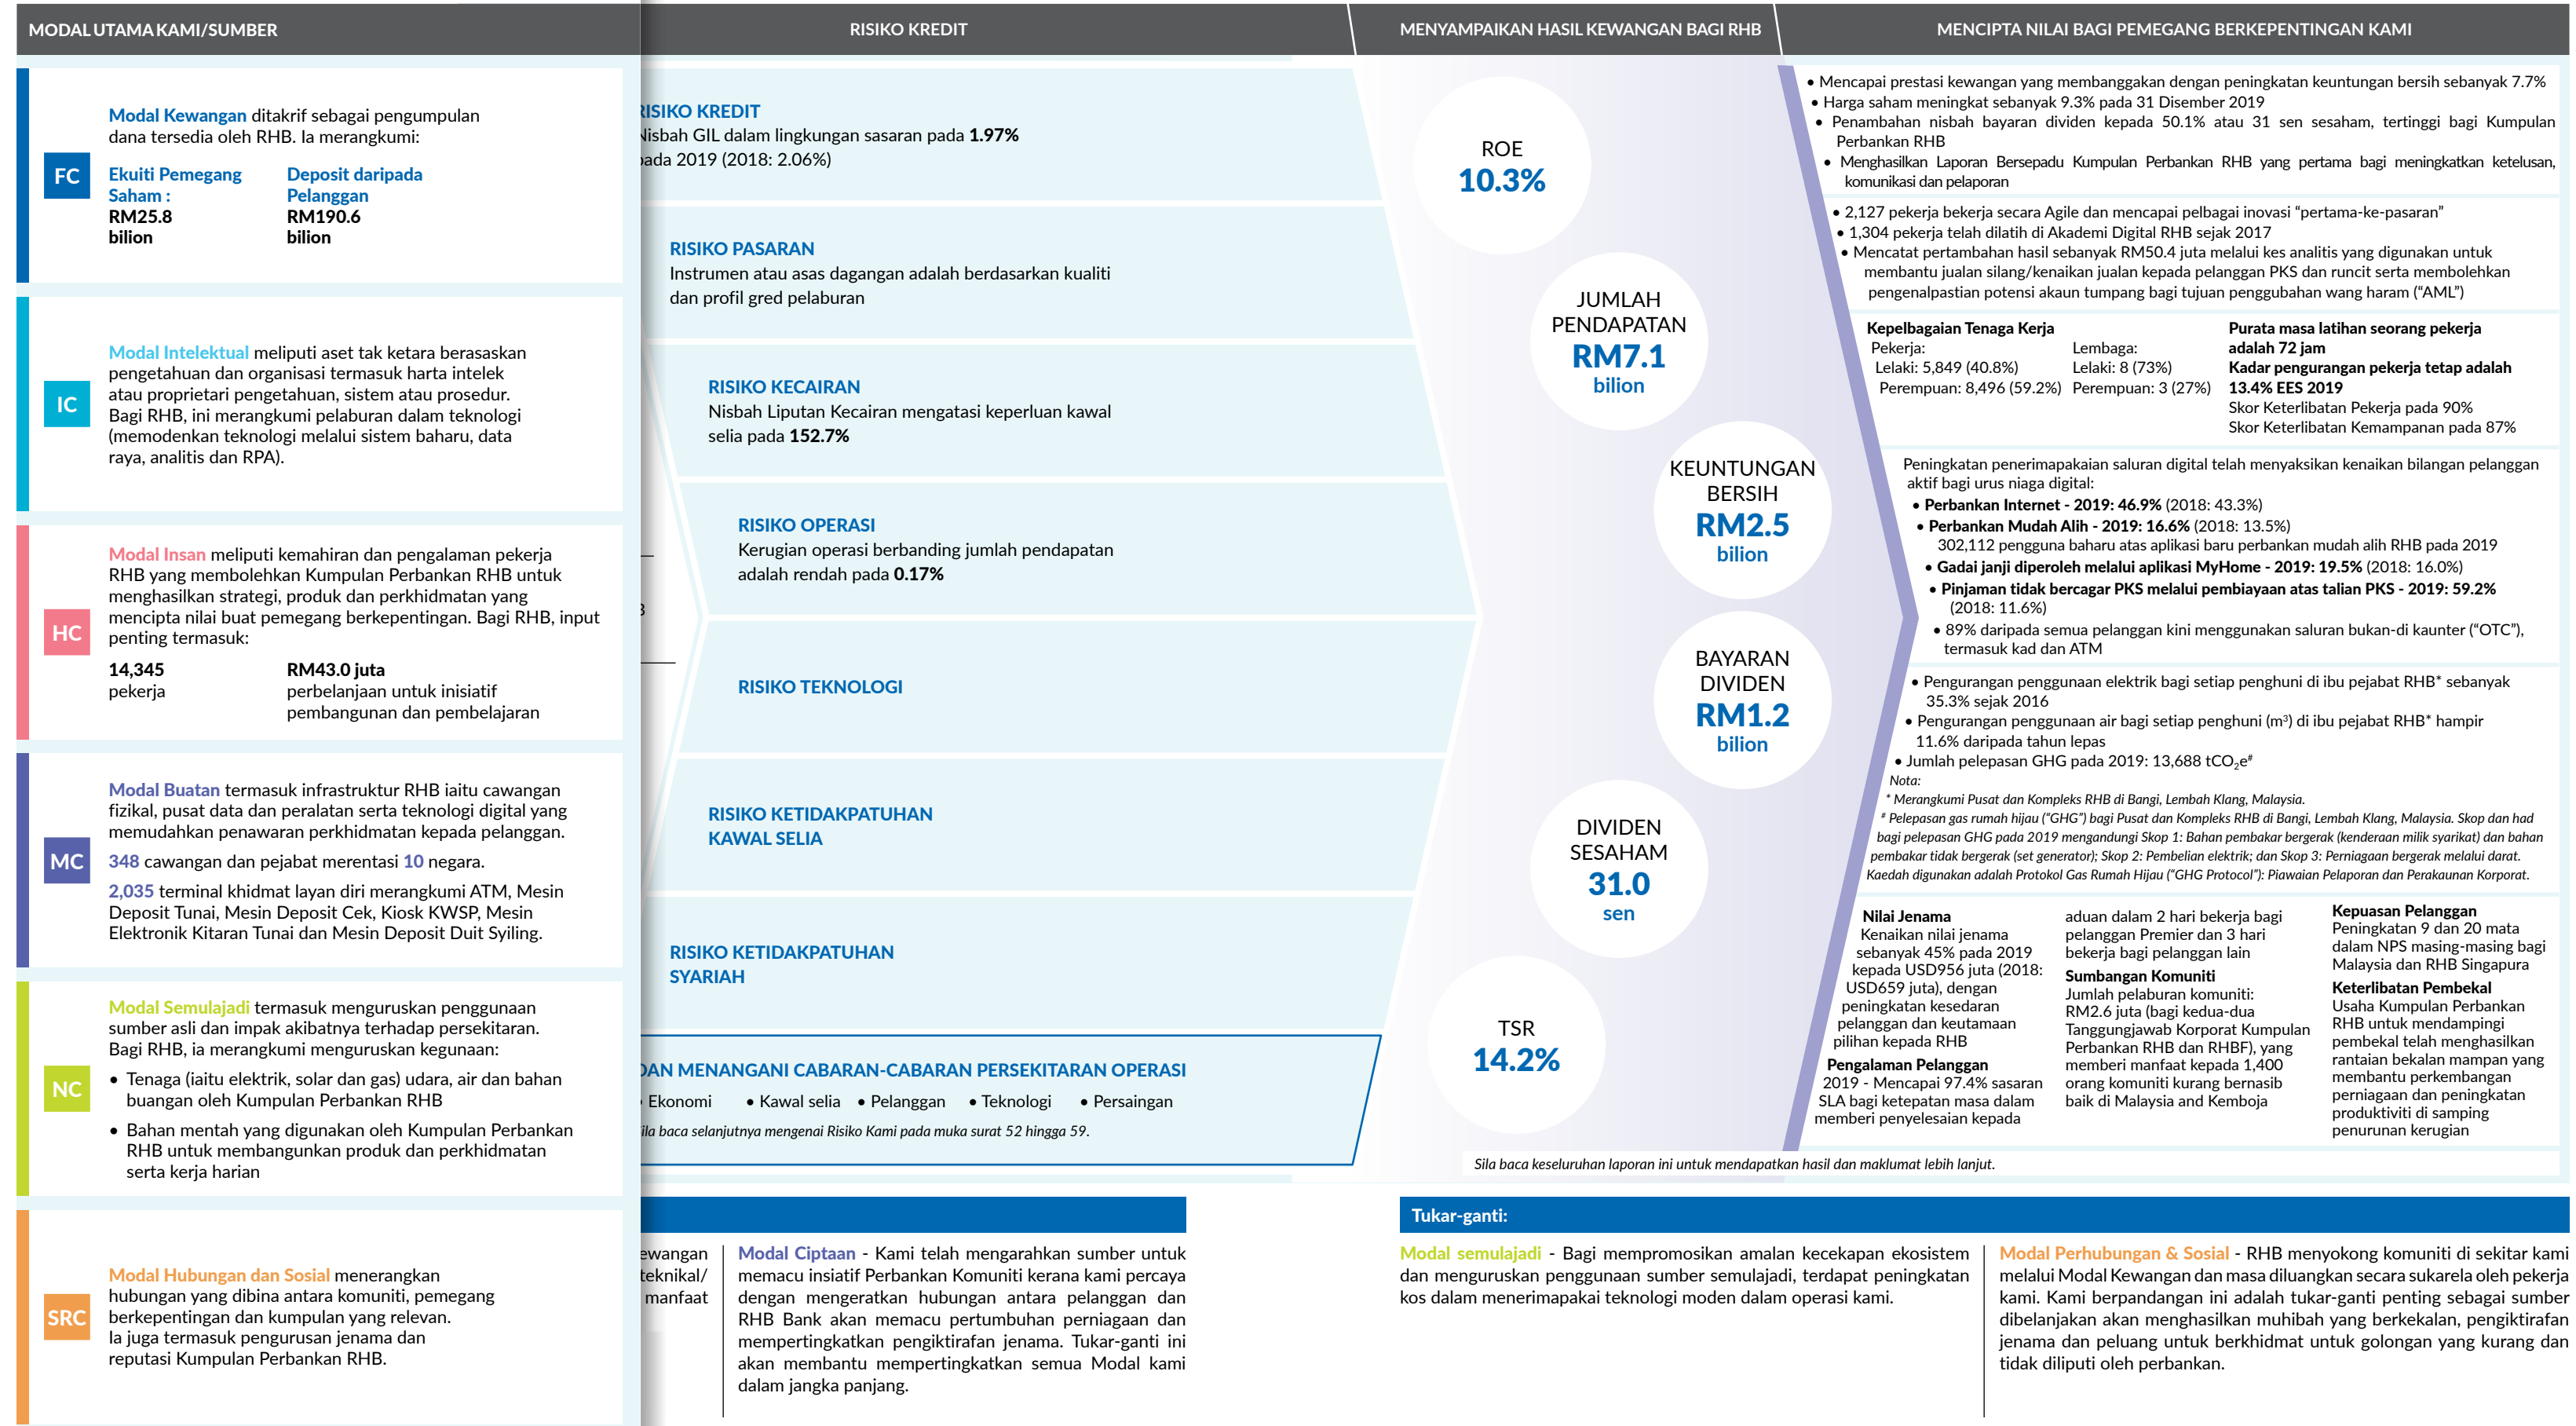 MODAL UTAMA KAMI/SUMBER
RISIKO KREDIT
MENYAMPAIKAN HASIL KEWANGAN BAGI RHB
MENCIPTA NILAI BAGI PEMEGANG BERKEPENTINGAN KAMI
FC
Modal Kewangan ditakrif sebagai pengumpulan
dana tersedia oleh RHB. Ia merangkumi:
Ekuiti Pemegang
Saham :
RM25.8
bilion
Deposit daripada
Pelanggan
RM190.6
bilion
IC
Modal Intelektual meliputi aset tak ketara berasaskan
pengetahuan dan organisasi termasuk harta intelek
atau proprietari pengetahuan, sistem atau prosedur.
Bagi RHB, ini merangkumi pelaburan dalam teknologi
(memodenkan teknologi melalui sistem baharu, data
raya, analitis dan RPA).
HC
Modal Insan meliputi kemahiran dan pengalaman pekerja
RHB yang membolehkan Kumpulan Perbankan RHB untuk
menghasilkan strategi, produk dan perkhidmatan yang
mencipta nilai buat pemegang berkepentingan. Bagi RHB, input
penting termasuk:
14,345
pekerja
RM43.0 juta
perbelanjaan untuk inisiatif
pembangunan dan pembelajaran
MC
Modal Buatan termasuk infrastruktur RHB iaitu cawangan
fizikal, pusat data dan peralatan serta teknologi digital yang
memudahkan penawaran perkhidmatan kepada pelanggan.
348 cawangan dan pejabat merentasi 10 negara.
2,035 terminal khidmat layan diri merangkumi ATM, Mesin
Deposit Tunai, Mesin Deposit Cek, Kiosk KWSP, Mesin
Elektronik Kitaran Tunai dan Mesin Deposit Duit Syiling.
NC
Modal Semulajadi termasuk menguruskan penggunaan
sumber asli dan impak akibatnya terhadap persekitaran.
Bagi RHB, ia merangkumi menguruskan kegunaan:
• Tenaga (iaitu elektrik, solar dan gas) udara, air dan bahan
buangan oleh Kumpulan Perbankan RHB
• Bahan mentah yang digunakan oleh Kumpulan Perbankan
RHB untuk membangunkan produk dan perkhidmatan
serta kerja harian
SRC
Modal Hubungan dan Sosial menerangkan
hubungan yang dibina antara komuniti, pemegang
berkepentingan dan kumpulan yang relevan.
Ia juga termasuk pengurusan jenama dan
reputasi Kumpulan Perbankan RHB.
RISIKO KREDIT
Nisbah GIL dalam lingkungan sasaran pada 1.97%
pada 2019 (2018: 2.06%)
RISIKO PASARAN
Instrumen atau asas dagangan adalah berdasarkan kualiti
dan profil gred pelaburan
RISIKO KECAIRAN
Nisbah Liputan Kecairan mengatasi keperluan kawal
selia pada 152.7%
RISIKO OPERASI
Kerugian operasi berbanding jumlah pendapatan
adalah rendah pada 0.17%
RISIKO TEKNOLOGI
RISIKO KETIDAKPATUHAN
KAWAL SELIA
RISIKO KETIDAKPATUHAN
SYARIAH
DAN MENANGANI CABARAN-CABARAN PERSEKITARAN OPERASI
• Ekonomi • Kawal selia • Pelanggan • Teknologi • Persaingan
ila baca selanjutnya mengenai Risiko Kami pada muka surat 52 hingga 59.
ROE
10.3%
JUMLAH
PENDAPATAN
RM7.1
bilion
KEUNTUNGAN
BERSIH
RM2.5
bilion
BAYARAN
DIVIDEN
RM1.2
bilion
DIVIDEN
SESAHAM
31.0
sen
TSR
14.2%
• Mencapai prestasi kewangan yang membanggakan dengan peningkatan keuntungan bersih sebanyak 7.7%
• Harga saham meningkat sebanyak 9.3% pada 31 Disember 2019
• Penambahan nisbah bayaran dividen kepada 50.1% atau 31 sen sesaham, tertinggi bagi Kumpulan
Perbankan RHB
• Menghasilkan Laporan Bersepadu Kumpulan Perbankan RHB yang pertama bagi meningkatkan ketelusan,
komunikasi dan pelaporan
• 2,127 pekerja bekerja secara Agile dan mencapai pelbagai inovasi “pertama-ke-pasaran”
• 1,304 pekerja telah dilatih di Akademi Digital RHB sejak 2017
• Mencatat pertambahan hasil sebanyak RM50.4 juta melalui kes analitis yang digunakan untuk
membantu jualan silang/kenaikan jualan kepada pelanggan PKS dan runcit serta membolehkan
pengenalpastian potensi akaun tumpang bagi tujuan penggubahan wang haram (“AML”)
Kepelbagaian Tenaga Kerja
Pekerja:
Lelaki: 5,849 (40.8%)
Perempuan: 8,496 (59.2%)
Lembaga:
Lelaki: 8 (73%)
Perempuan: 3 (27%)
Purata masa latihan seorang pekerja
adalah 72 jam
Kadar pengurangan pekerja tetap adalah
13.4% EES 2019
Skor Keterlibatan Pekerja pada 90%
Skor Keterlibatan Kemampanan pada 87%
Peningkatan penerimapakaian saluran digital telah menyaksikan kenaikan bilangan pelanggan
aktif bagi urus niaga digital:
• Perbankan Internet - 2019: 46.9% (2018: 43.3%)
• Perbankan Mudah Alih - 2019: 16.6% (2018: 13.5%)
302,112 pengguna baharu atas aplikasi baru perbankan mudah alih RHB pada 2019
• Gadai janji diperoleh melalui aplikasi MyHome - 2019: 19.5% (2018: 16.0%)
• Pinjaman tidak bercagar PKS melalui pembiayaan atas talian PKS - 2019: 59.2%
(2018: 11.6%)
• 89% daripada semua pelanggan kini menggunakan saluran bukan-di kaunter (“OTC”),
termasuk kad dan ATM
• Pengurangan penggunaan elektrik bagi setiap penghuni di ibu pejabat RHB* sebanyak
35.3% sejak 2016
• Pengurangan penggunaan air bagi setiap penghuni (m³) di ibu pejabat RHB* hampir
11.6% daripada tahun lepas
• Jumlah pelepasan GHG pada 2019: 13,688 tCO₂e#
Nota:
* Merangkumi Pusat dan Kompleks RHB di Bangi, Lembah Klang, Malaysia.
# Pelepasan gas rumah hijau (“GHG”) bagi Pusat dan Kompleks RHB di Bangi, Lembah Klang, Malaysia. Skop dan had
bagi pelepasan GHG pada 2019 mengandungi Skop 1: Bahan pembakar bergerak (kenderaan milik syarikat) dan bahan
pembakar tidak bergerak (set generator); Skop 2: Pembelian elektrik; dan Skop 3: Perniagaan bergerak melalui darat.
Kaedah digunakan adalah Protokol Gas Rumah Hijau (“GHG Protocol”): Piawaian Pelaporan dan Perakaunan Korporat.
Nilai Jenama
Kenaikan nilai jenama
sebanyak 45% pada 2019
kepada USD956 juta (2018:
USD659 juta), dengan
peningkatan kesedaran
pelanggan dan keutamaan
pilihan kepada RHB
Pengalaman Pelanggan
2019 - Mencapai 97.4% sasaran
SLA bagi ketepatan masa dalam
memberi penyelesaian kepada
aduan dalam 2 hari bekerja bagi
pelanggan Premier dan 3 hari
bekerja bagi pelanggan lain
Sumbangan Komuniti
Jumlah pelaburan komuniti:
RM2.6 juta (bagi kedua-dua
Tanggungjawab Korporat Kumpulan
Perbankan RHB dan RHBF), yang
memberi manfaat kepada 1,400
orang komuniti kurang bernasib
baik di Malaysia and Kemboja
Kepuasan Pelanggan
Peningkatan 9 dan 20 mata
dalam NPS masing-masing bagi
Malaysia dan RHB Singapura
Keterlibatan Pembekal
Usaha Kumpulan Perbankan
RHB untuk mendampingi
pembekal telah menghasilkan
rantaian bekalan mampan yang
membantu perkembangan
perniagaan dan peningkatan
produktiviti di samping
penurunan kerugian
Sila baca keseluruhan laporan ini untuk mendapatkan hasil dan maklumat lebih lanjut.
ewangan
teknikal/
manfaat
Modal Ciptaan - Kami telah mengarahkan sumber untuk
memacu insiatif Perbankan Komuniti kerana kami percaya
dengan mengeratkan hubungan antara pelanggan dan
RHB Bank akan memacu pertumbuhan perniagaan dan
mempertingkatkan pengiktirafan jenama. Tukar-ganti ini
akan membantu mempertingkatkan semua Modal kami
dalam jangka panjang.
Tukar-ganti:
Modal semulajadi - Bagi mempromosikan amalan kecekapan ekosistem
dan menguruskan penggunaan sumber semulajadi, terdapat peningkatan
kos dalam menerimapakai teknologi moden dalam operasi kami.
Modal Perhubungan & Sosial - RHB menyokong komuniti di sekitar kami
melalui Modal Kewangan dan masa diluangkan secara sukarela oleh pekerja
kami. Kami berpandangan ini adalah tukar-ganti penting sebagai sumber
dibelanjakan akan menghasilkan muhibah yang berkekalan, pengiktirafan
jenama dan peluang untuk berkhidmat untuk golongan yang kurang dan
tidak diliputi oleh perbankan.